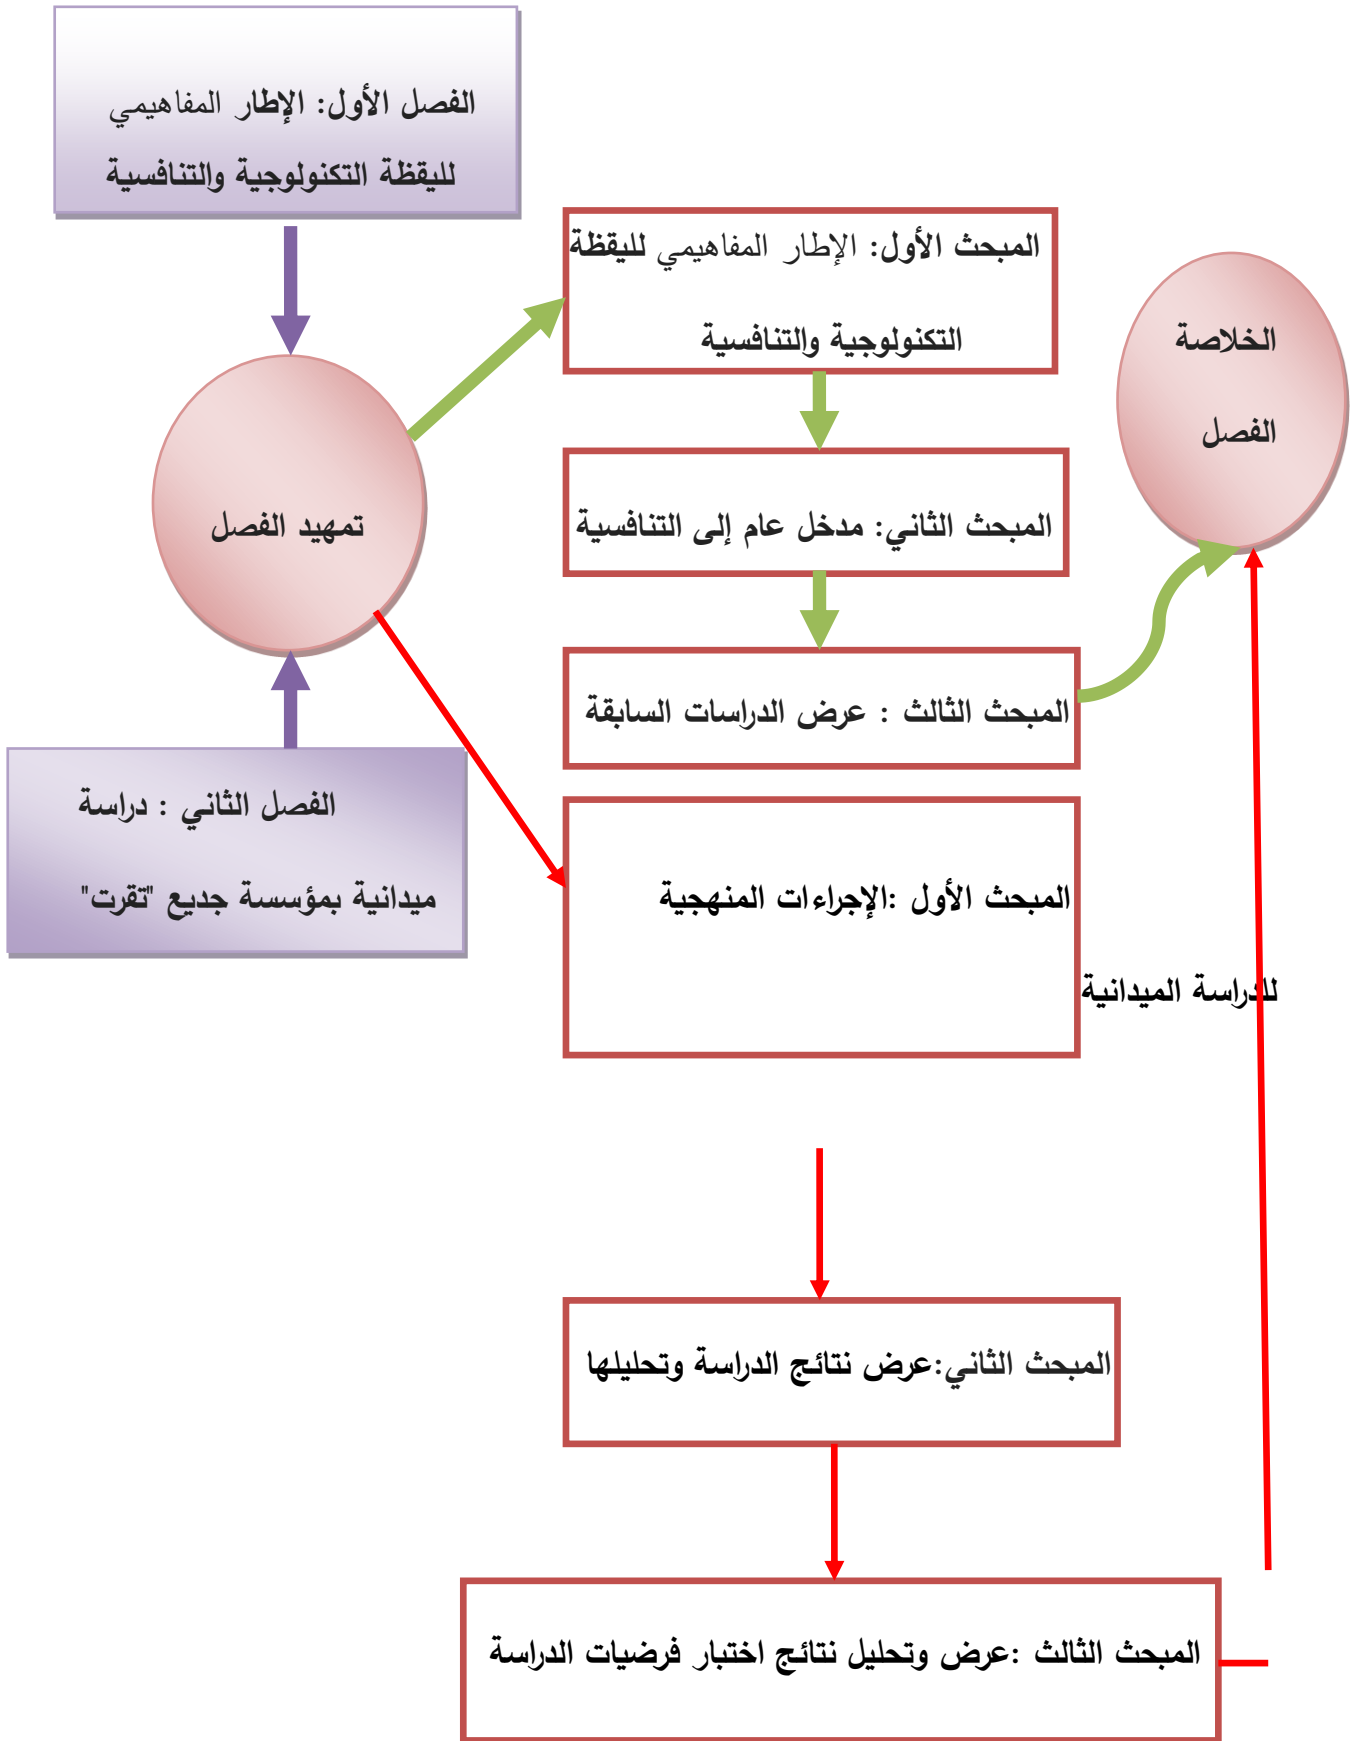 الفصل الأول: الإطار المفاهيمي
لليقظة التكنولوجية والتنافسية
المبحث الأول: الإطار المفاهيمي لليقظة
التكنولوجية والتنافسية
الخلاصة
الفصل
تمهيد الفصل
المبحث الثاني: مدخل عام إلى التنافسية
المبحث الثالث : عرض الدراسات السابقة
الفصل الثاني : دراسة
ميدانية بمؤسسة جديع "تقرت"
المبحث الأول :الإجراءات المنهجية
للدراسة الميدانية
المبحث الثاني:عرض نتائج الدراسة وتحليلها
المبحث الثالث :عرض وتحليل نتائج اختبار فرضيات الدراسة